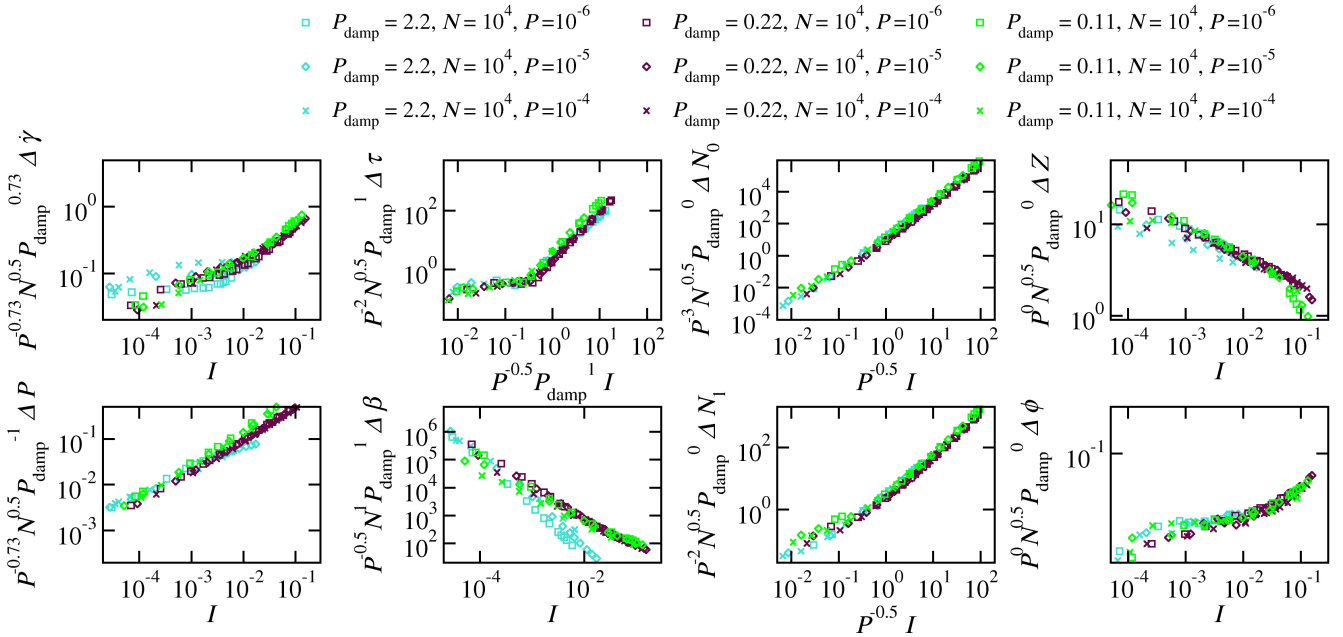 P_damp = 2.2, N = 10^4, P=10^-6
P_damp = 0.22, N = 10^4, P=10^-6
P_damp = 0.11, N = 10^4, P=10^-6
P_damp = 2.2, N = 10^4, P=10^-5
P_damp = 0.22, N = 10^4, P=10^-5
P_damp = 0.11, N = 10^4, P=10^-5
P_damp = 2.2, N = 10^4, P=10^-4
P_damp = 0.22, N = 10^4, P=10^-4
P_damp = 0.11, N = 10^4, P=10^-4
P^-0.73 N^0.5 P_damp^0.73 Δ γ̇
10^0
10^-1
10^-4 10^-3 10^-2 10^-1
I
P^-2 N^0.5 P_damp^1 Δ τ
10^2
10^0
10^-2 10^-1 10^0 10^1 10^2
P^-0.5 P_damp^1 I
P^-3 N^0.5 P_damp^0 Δ N_0
10^4
10^2
10^0
10^-2
10^-4
10^-2 10^-1 10^0 10^1 10^2
P^-0.5 I
P^0 N^0.5 P_damp^0 Δ Z
10^1
10^0
10^-4 10^-3 10^-2 10^-1
I
P^-0.73 N^0.5 P_damp^-1 Δ P
10^-1
10^-2
10^-3
10^-4 10^-3 10^-2 10^-1
I
P^-0.5 N^1 P_damp^1 Δ β
10^6
10^5
10^4
10^3
10^2
10^-4 10^-2
I
P^-2 N^0.5 P_damp^0 Δ N_1
10^2
10^0
10^-2 10^-1 10^0 10^1 10^2
P^-0.5 I
P^0 N^0.5 P_damp^0 Δ ϕ
10^-1
10^-4 10^-3 10^-2 10^-1
I